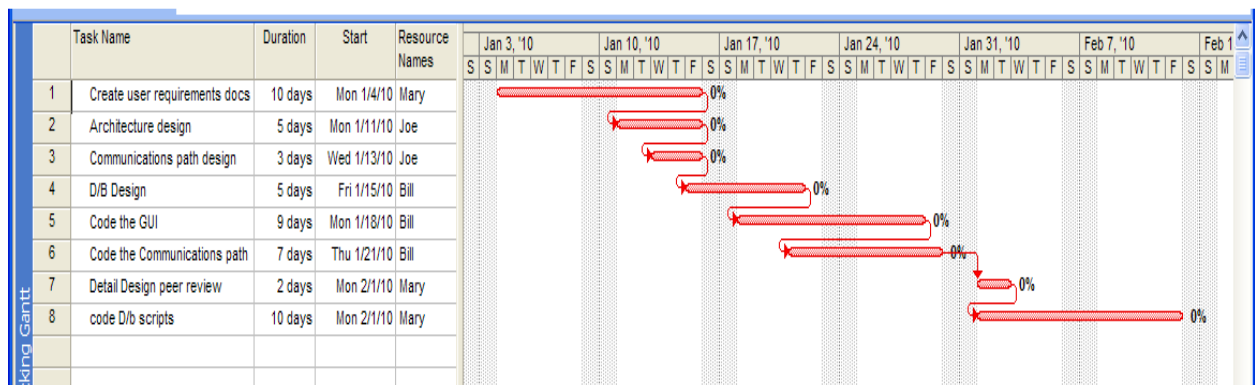 Task Name Duration Start Resource Names
Jan 3, '10 Jan 10, '10 Jan 17, '10 Jan 24, '10 Jan 31, '10 Feb 7, '10 Feb 1
S S M T W T F S S M T W T F S S M T W T F S S M T W T F S S M T W T F S S M T W T F S S M
1 Create user requirements docs 10 days Mon 1/4/10 Mary 0%
2 Architecture design 5 days Mon 1/11/10 Joe 0%
3 Communications path design 3 days Wed 1/13/10 Joe 0%
4 D/B Design 5 days Fri 1/15/10 Bill 0%
5 Code the GUI 9 days Mon 1/18/10 Bill 0%
6 Code the Communications path 7 days Thu 1/21/10 Bill 0%
7 Detail Design peer review 2 days Mon 2/1/10 Mary 0%
8 code D/b scripts 10 days Mon 2/1/10 Mary 0%
king Gantt